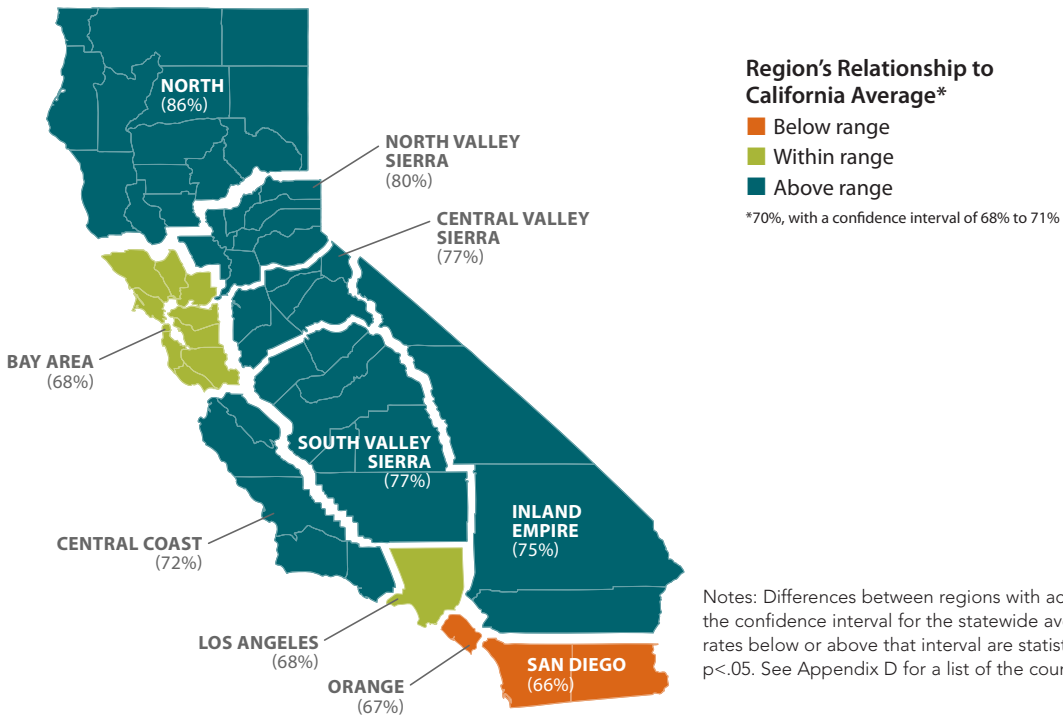 NORTH
(86%)
NORTH VALLEY
SIERRA
(80%)
CENTRAL VALLEY
SIERRA
(77%)
BAY AREA
(68%)
SOUTH VALLEY
SIERRA
(77%)
CENTRAL COAST
(72%)
INLAND
EMPIRE
(75%)
LOS ANGELES
(68%)
ORANGE
(67%)
SAN DIEGO
(66%)
Region's Relationship to
California Average*
Below range
Within range
Above range
*70%, with a confidence interval of 68% to 71%
Notes: Differences between regions with
the confidence interval for the statewide
rates below or above that interval are
p<.05. See Appendix D for a list of the